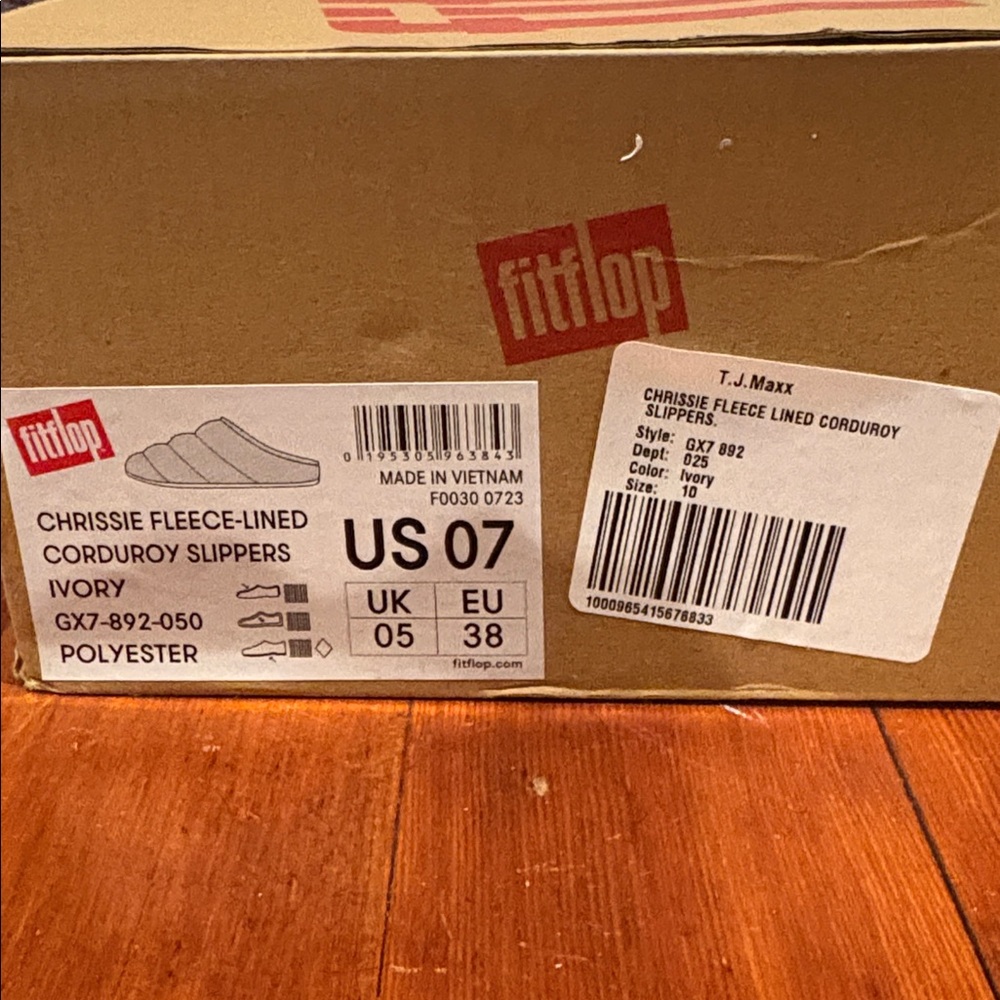 fitflop
fitflop
0 195305 963843
MADE IN VIETNAM
F0030 0723
CHRISSIE FLEECE-LINED
CORDUROY SLIPPERS
IVORY
GX7-892-050
POLYESTER
US 07
UK EU
05 38
fitflop.com
T.J.Maxx
CHRISSIE FLEECE LINED CORDUROY
SLIPPERS.
Style: GX7 892
Dept: 025
Color: Ivory
Size: 10
1000965415676833